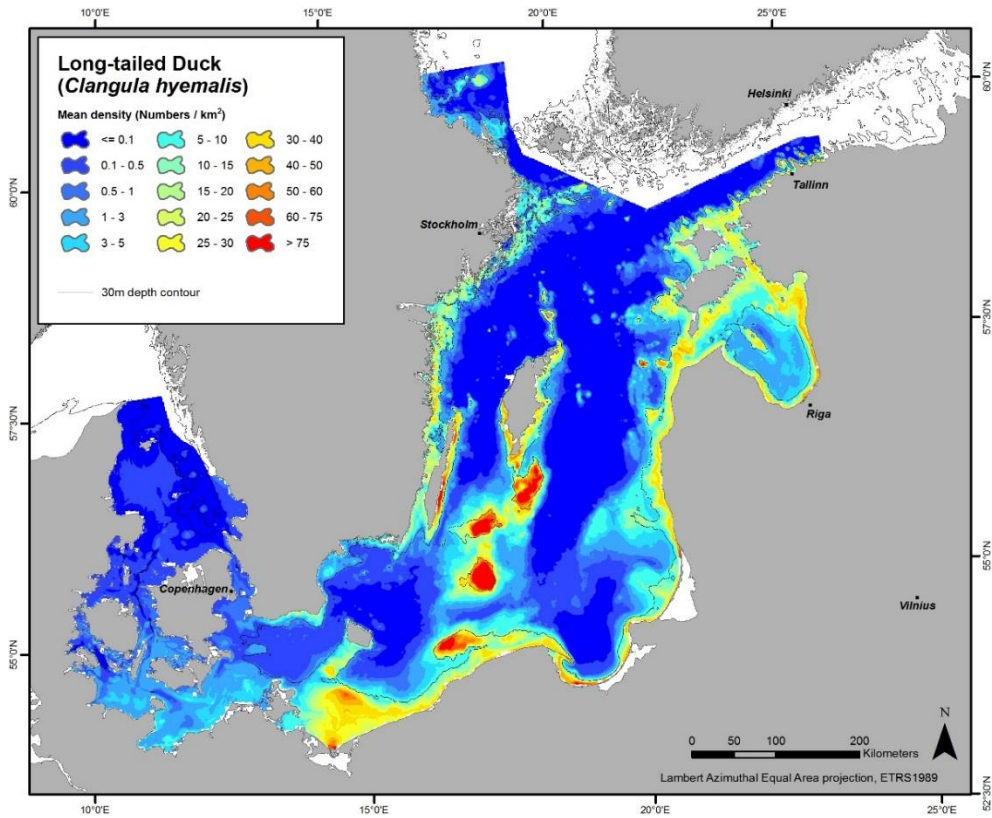 10°0'E 15°0'E 20°0'E 25°0'E
Long-tailed Duck
(Clangula hyemalis)
Mean density (Numbers / km²)
<= 0.1 5 - 10 30 - 40
0.1 - 0.5 10 - 15 40 - 50
0.5 - 1 15 - 20 50 - 60
1 - 3 20 - 25 60 - 75
3 - 5 25 - 30 > 75
30m depth contour
Helsinki
Tallinn
Stockholm
Riga
Copenhagen
Vilnius
60°0'N
57°30'N
55°0'N
60°0'N
57°30'N
55°0'N
52°30'N
N
0 50 100 200
Kilometers
Lambert Azimuthal Equal Area projection, ETRS1989
10°0'E 15°0'E 20°0'E 25°0'E